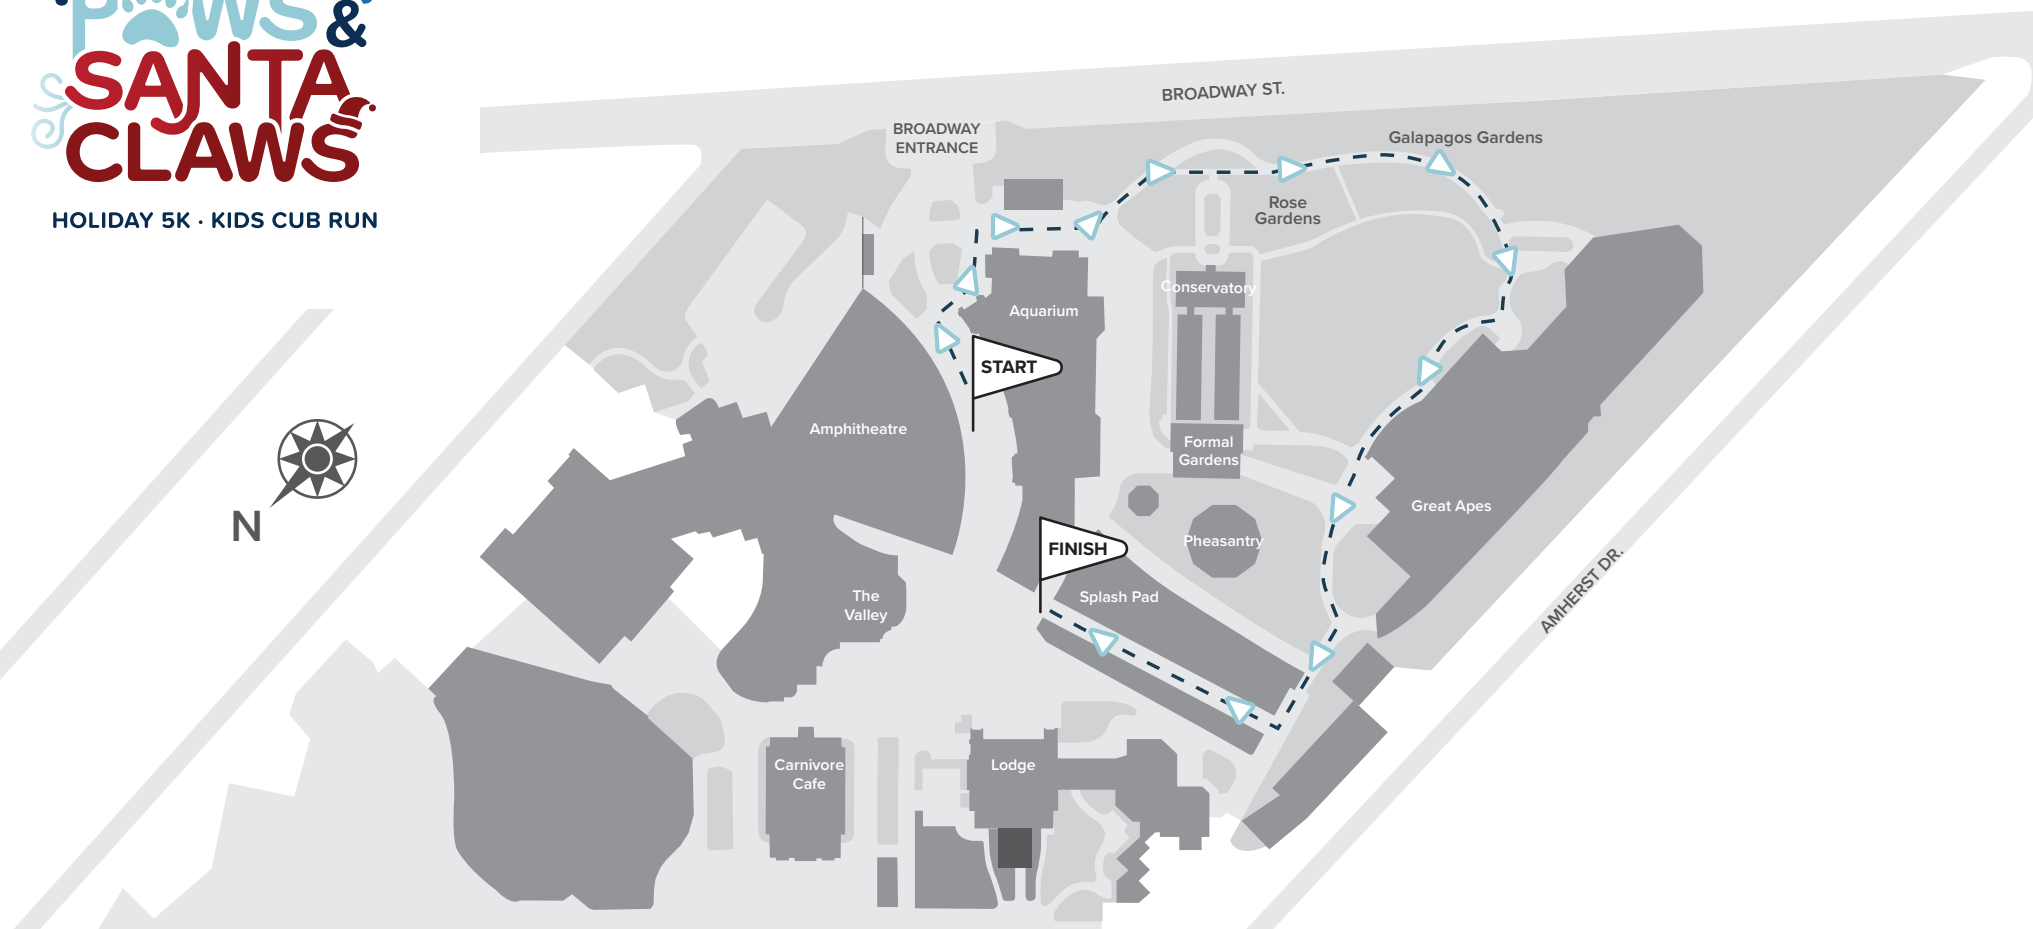 PAWS &
SANTA
CLAWS
HOLIDAY 5K · KIDS CUB RUN
BROADWAY ST.
BROADWAY
ENTRANCE
Galapagos Gardens
Rose
Gardens
Conservatory
Aquarium
START
Amphitheatre
Formal
Gardens
Great Apes
N
Pheasantry
FINISH
Splash Pad
The
Valley
AMHERST DR.
Carnivore
Cafe
Lodge